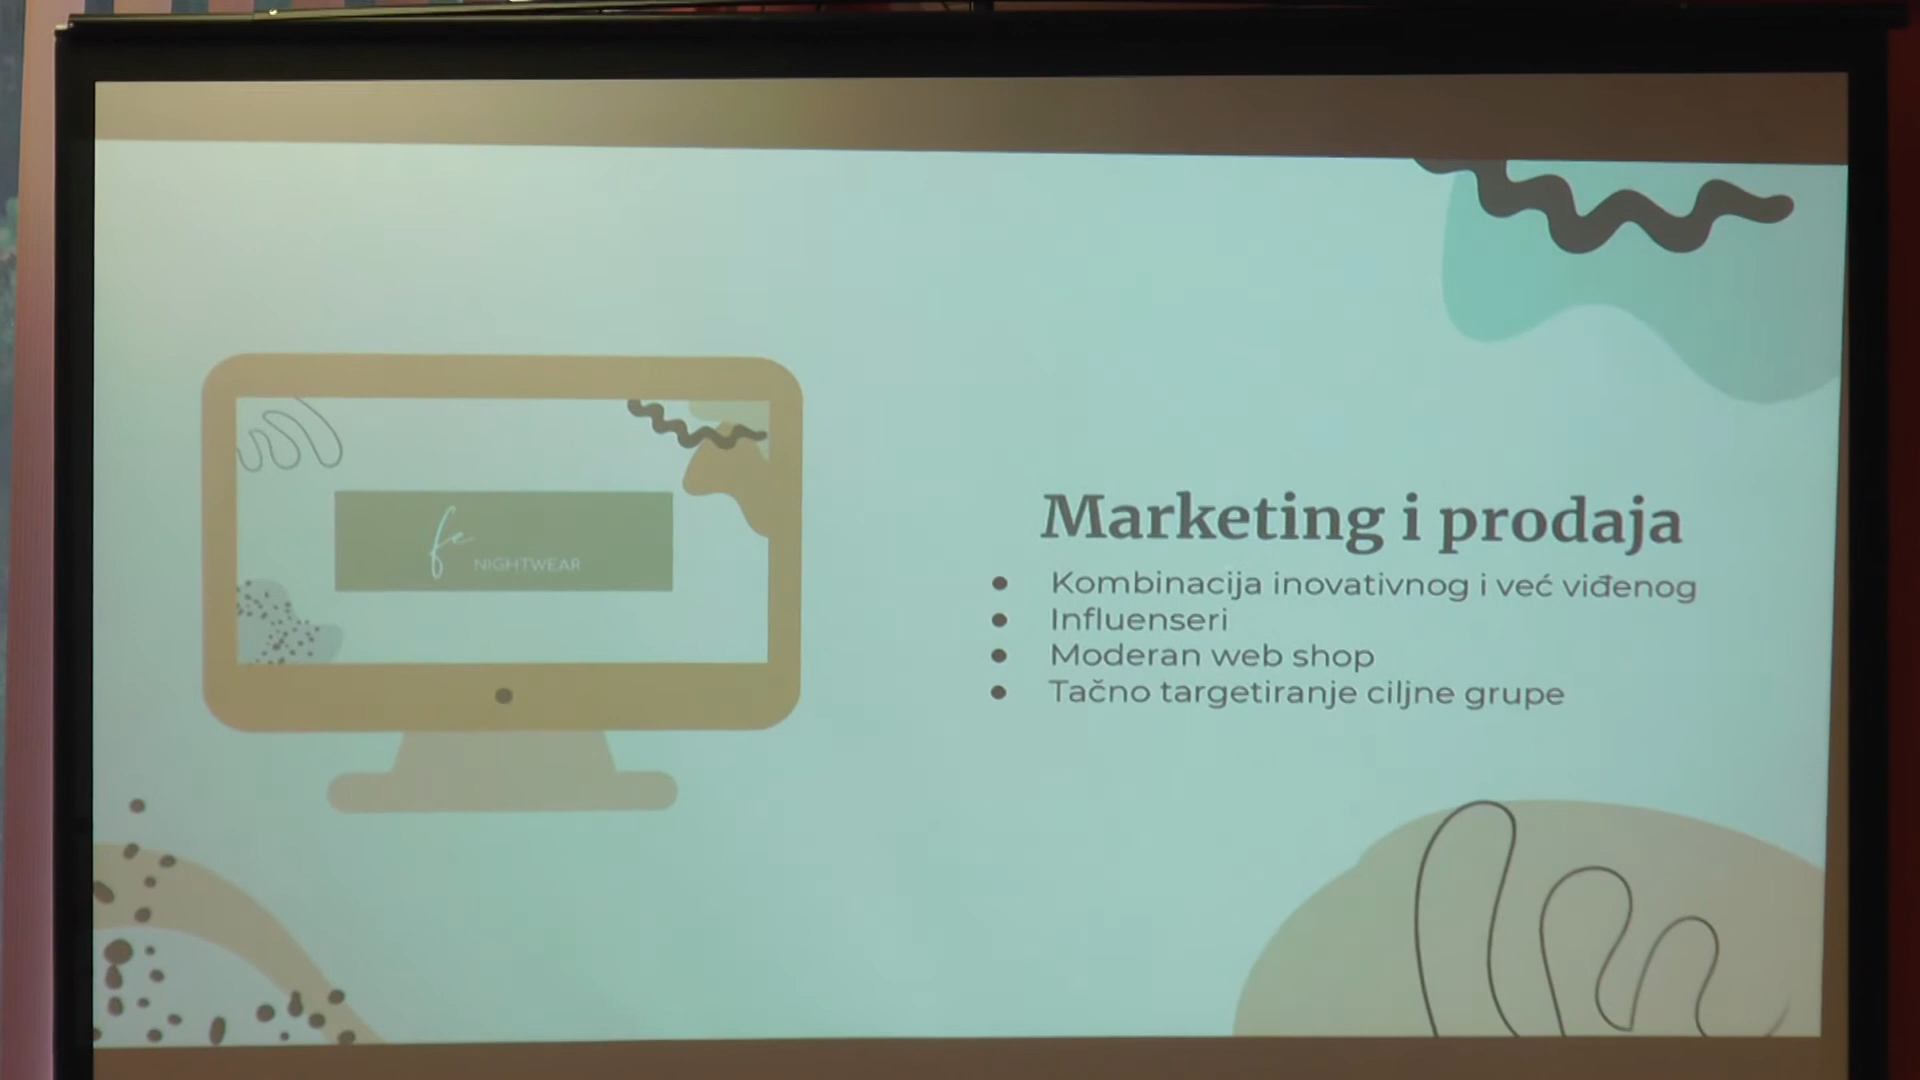 fe
NIGHTWEAR
Marketing i prodaja
Kombinacija inovativnog i već viđenog
Influenseri
Moderan web shop
Tačno targetiranje ciljne grupe